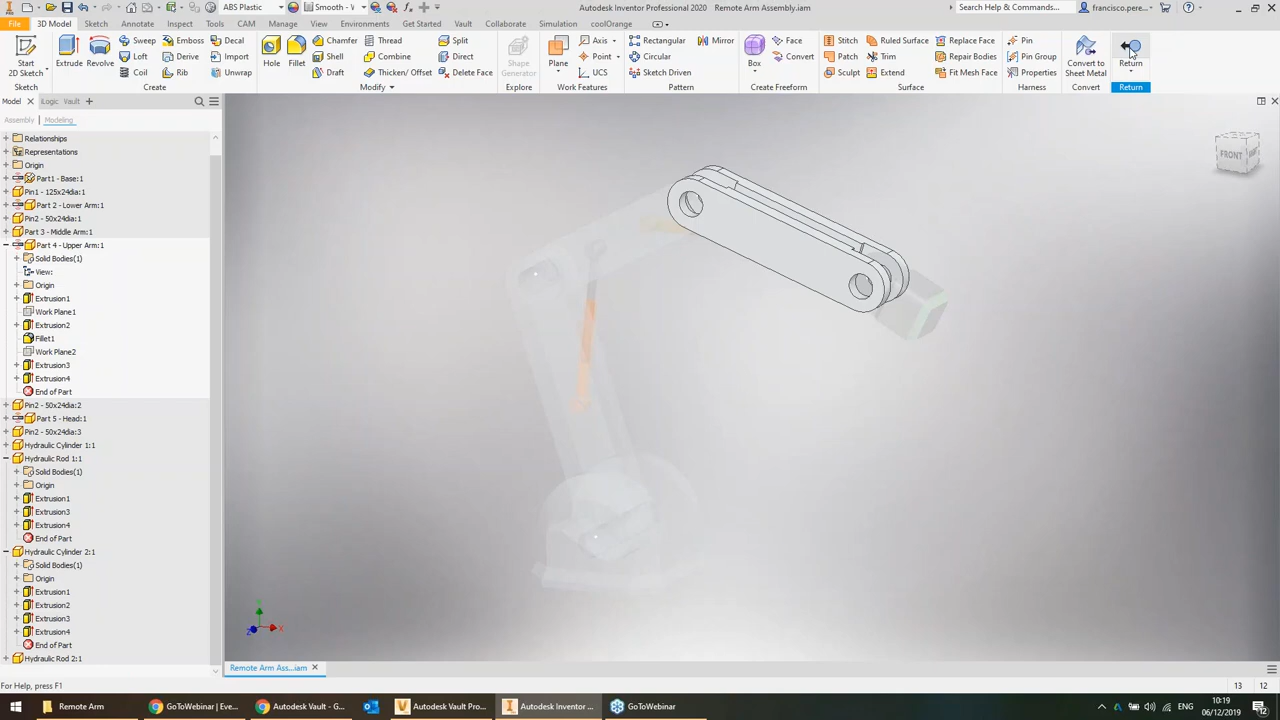 ABS Plastic
Smooth - V
fx
Autodesk Inventor Professional 2020   Remote Arm Assembly.iam
Search Help & Commands...
francisco.pere...
File
3D Model
Sketch
Annotate
Inspect
Tools
CAM
Manage
View
Environments
Get Started
Vault
Collaborate
Simulation
coolOrange
Start
2D Sketch
Sketch
Extrude
Revolve
Sweep
Loft
Coil
Emboss
Derive
Rib
Decal
Import
Unwrap
Create
Hole
Fillet
Chamfer
Shell
Draft
Thread
Combine
Thicken/ Offset
Split
Direct
Delete Face
Modify
Shape
Generator
Explore
Plane
Axis
Point
UCS
Work Features
Rectangular
Circular
Sketch Driven
Mirror
Pattern
Box
Face
Convert
Create Freeform
Stitch
Patch
Sculpt
Ruled Surface
Trim
Extend
Replace Face
Repair Bodies
Fit Mesh Face
Surface
Pin
Pin Group
Properties
Harness
Convert to
Sheet Metal
Convert
Return
Return
Model
iLogic
Vault
Assembly | Modeling
Relationships
Representations
Origin
Part1 - Base:1
Pin1 - 125x24dia:1
Part 2 - Lower Arm:1
Pin2 - 50x24dia:1
Part 3 - Middle Arm:1
Part 4 - Upper Arm:1
Solid Bodies(1)
View:
Origin
Extrusion1
Work Plane1
Extrusion2
Fillet1
Work Plane2
Extrusion3
Extrusion4
End of Part
Pin2 - 50x24dia:2
Part 5 - Head:1
Pin2 - 50x24dia:3
Hydraulic Cylinder 1:1
Hydraulic Rod 1:1
Solid Bodies(1)
Origin
Extrusion1
Extrusion3
Extrusion4
End of Part
Hydraulic Cylinder 2:1
Solid Bodies(1)
Origin
Extrusion1
Extrusion2
Extrusion3
Extrusion4
End of Part
Hydraulic Rod 2:1
FRONT
Y
Z
X
Remote Arm Ass...iam
For Help, press F1
13
12
Remote Arm
GoToWebinar | Eve...
Autodesk Vault - G...
Autodesk Vault Pro...
Autodesk Inventor ...
GoToWebinar
10:19
06/12/2019